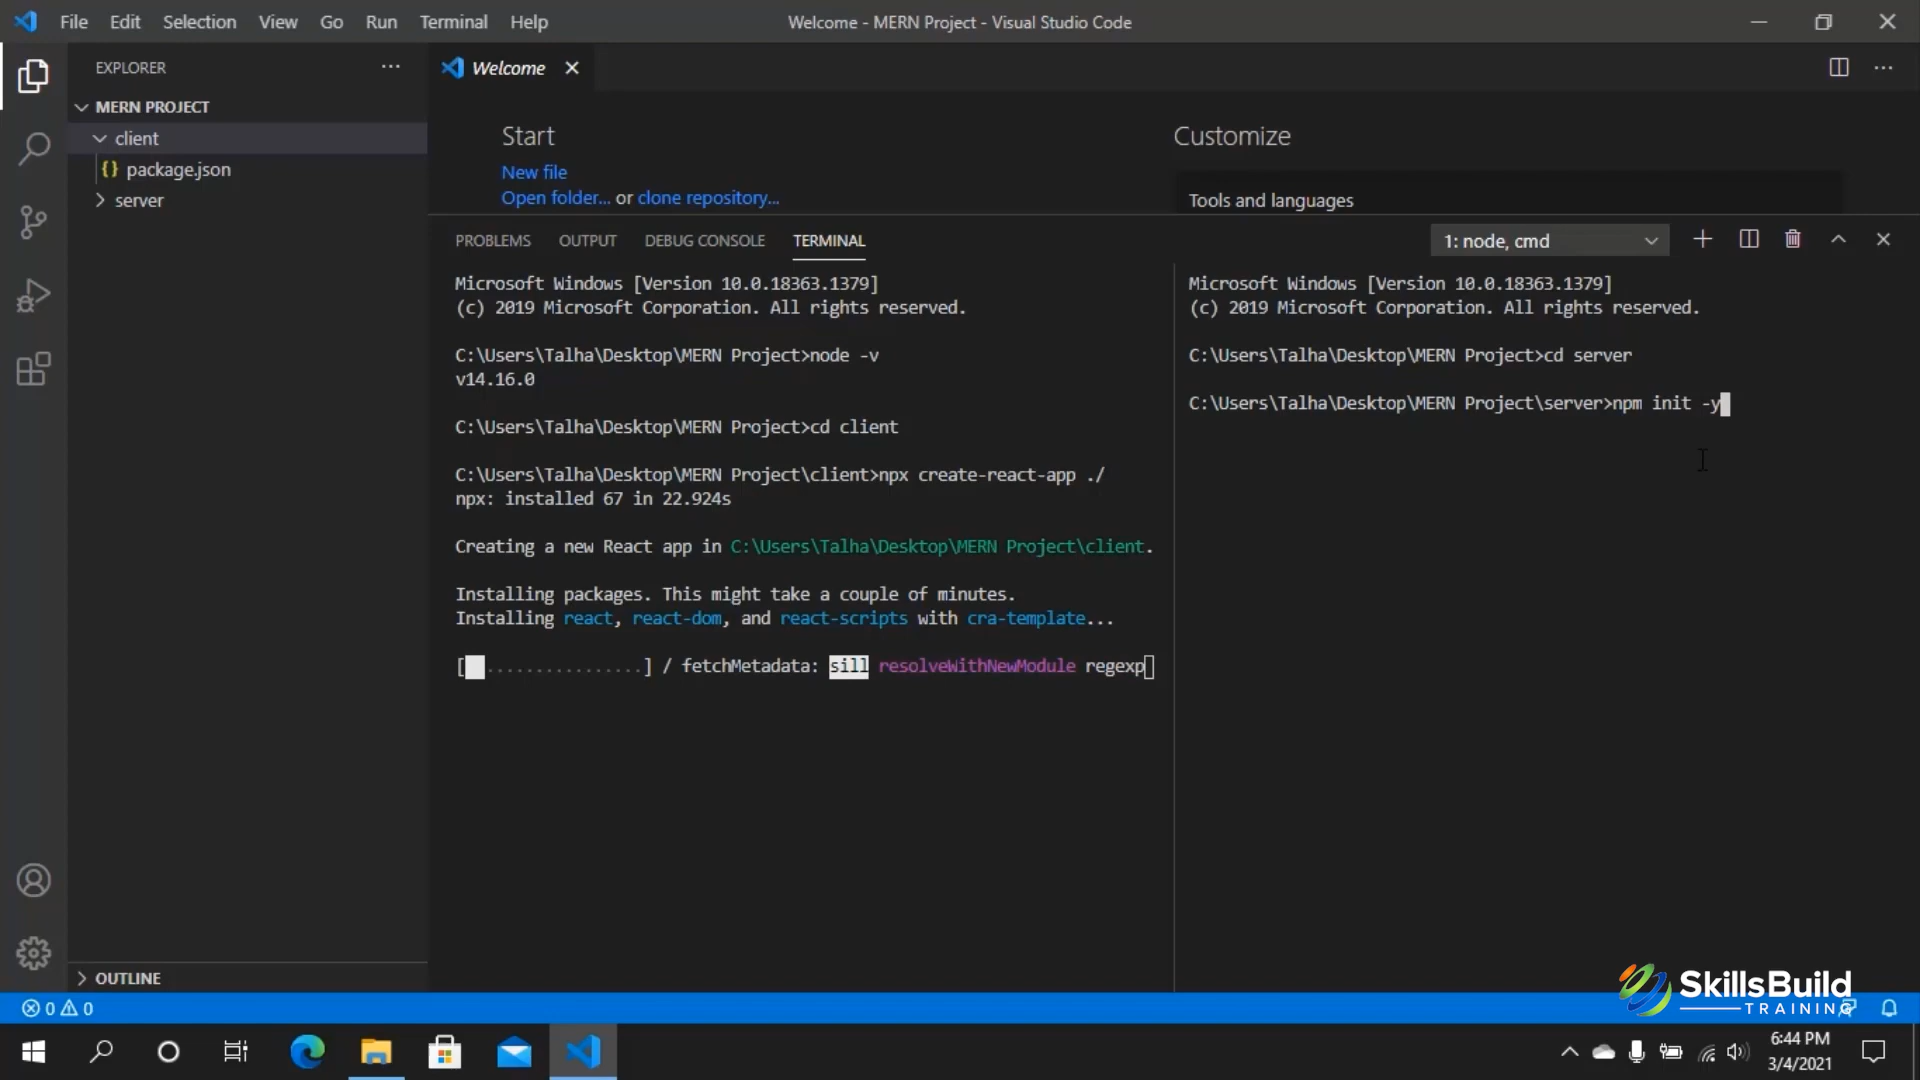 File Edit Selection View Go Run Terminal Help
Welcome - MERN Project - Visual Studio Code
EXPLORER
MERN PROJECT
client
{} package.json
server
OUTLINE
Welcome
Start
New file
Open folder... or clone repository...
Customize
Tools and languages
PROBLEMS OUTPUT DEBUG CONSOLE TERMINAL
1: node, cmd
Microsoft Windows [Version 10.0.18363.1379]
(c) 2019 Microsoft Corporation. All rights reserved.
C:\Users\Talha\Desktop\MERN Project>node -v
v14.16.0
C:\Users\Talha\Desktop\MERN Project>cd client
C:\Users\Talha\Desktop\MERN Project\client>npx create-react-app ./
npx: installed 67 in 22.924s
Creating a new React app in C:\Users\Talha\Desktop\MERN Project\client.
Installing packages. This might take a couple of minutes.
Installing react, react-dom, and react-scripts with cra-template...
[ ................] / fetchMetadata: sill resolveWithNewModule regexp
Microsoft Windows [Version 10.0.18363.1379]
(c) 2019 Microsoft Corporation. All rights reserved.
C:\Users\Talha\Desktop\MERN Project>cd server
C:\Users\Talha\Desktop\MERN Project\server>npm init -y
SkillsBuild
TRAINING
0 0
6:44 PM
3/4/2021